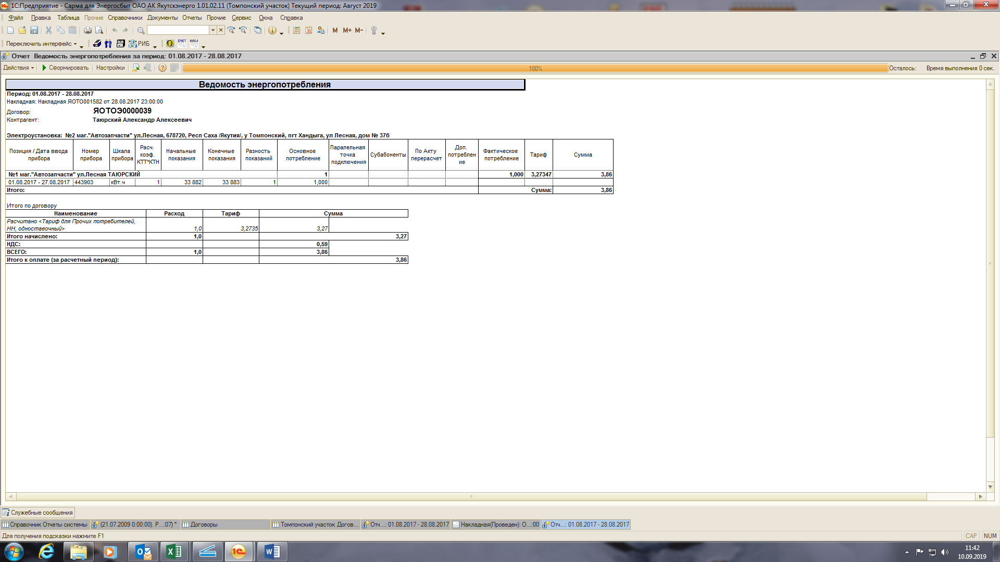 1С:Предприятие - Сарма для Энергосбыт ОАО АК Якутскэнерго 1.01.02.11 (Томпонский участок) Текущий период: Август 2019
Файл Правка Таблица Прочие Справочники Документы Отчеты Прочие Сервис Окна Справка
M M+ M-
Переключить интерфейс РИБ СЧЕТ НАКЛ
Отчет Ведомость энергопотребления за период: 01.08.2017 - 28.08.2017
Действия Сформировать Настройки 100% Осталось: Время выполнения 0 сек.
Ведомость энергопотребления
Период: 01.08.2017 - 28.08.2017
Накладная: Накладная ЯОТО001582 от 28.08.2017 23:00:00
Договор: ЯОТОЭ0000039
Контрагент: Таюрский Александр Алексеевич
Электроустановка: №2 маг."Автозапчасти" ул.Лесная, 678720, Респ Саха /Якутия/, у Томпонский, пгт Хандыга, ул Лесная, дом № 37б
Позиция / Дата ввода прибора Номер прибора Шкала прибора Расч. коэф. КТТ*КТН Начальные показания Конечные показания Разность показаний Основное потребление Паралельная точка подключения Субабоненты По Акту перерасчет Доп. потреблен ие Фактическое потребление Тариф Сумма
№1 маг."Автозапчасти" ул.Лесная ТАЮРСКИЙ 1 1,000 3,27347 3,86
01.08.2017 - 27.08.2017 443903 кВт.ч 1 33 882 33 883 1 1,000
Итого: Сумма: 3,86
Итого по договору
Наименование Расход Тариф Сумма
Расчитано <Тариф для Прочих потребителей,
НН, одноставочный> 1,0 3,2735 3,27
Итого начислено: 1,0 3,27
НДС: 0,59
ВСЕГО: 1,0 3,86
Итого к оплате (за расчетный период): 3,86
Служебные сообщения
Справочник Отчеты системы (21.07.2009 0:00:00). Р...:07) * Договоры Томпонский участок Догов... Отч...: 01.08.2017 - 28.08.2017 Накладная(Проведен): О...:00 Отч...: 01.08.2017 - 28.08.2017
Для получения подсказки нажмите F1 CAP NUM
11:42
10.09.2019